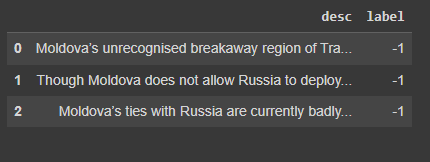 desc label
0 Moldova's unrecognised breakaway region of Tra... -1
1 Though Moldova does not allow Russia to deploy... -1
2 Moldova's ties with Russia are currently badly... -1